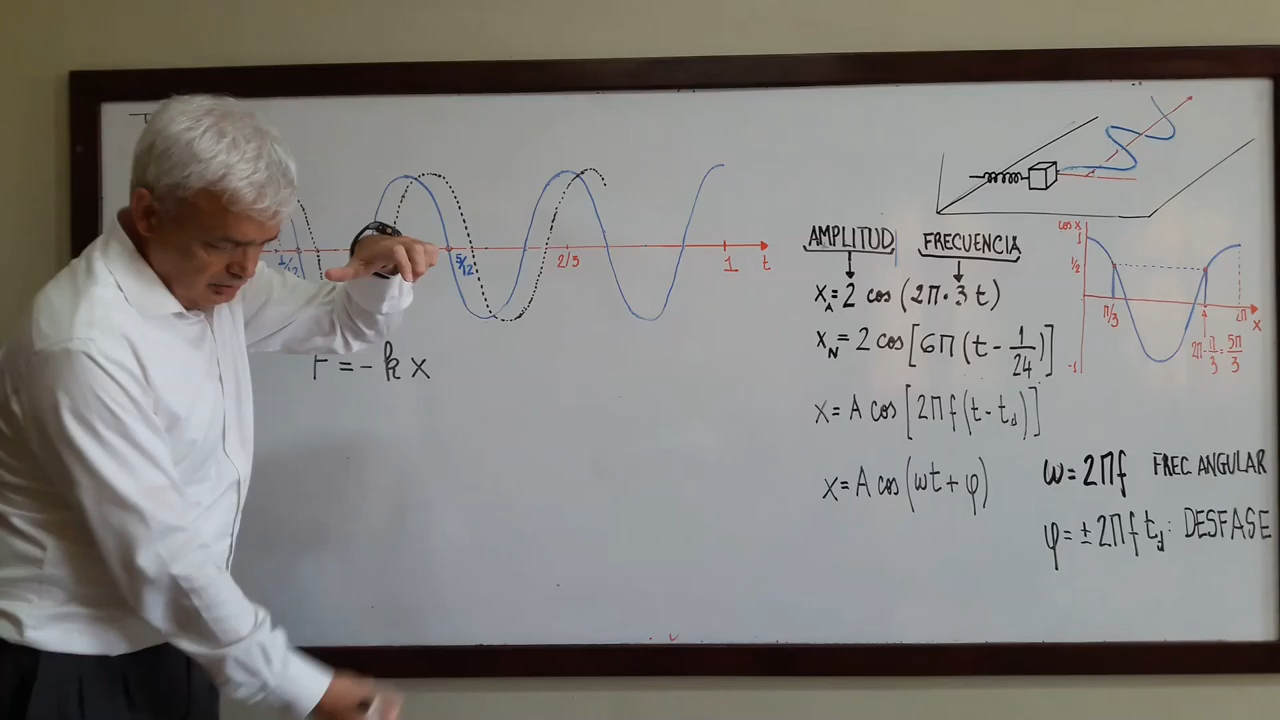 5/12
2/3
1 t
F = - k x
AMPLITUD FRECUENCIA
x_A = 2 cos (2π·3 t)
x_N = 2 cos [6π (t - 1/24)]
x = A cos [2π f (t - t_d)]
x = A cos (ωt + φ)
ω = 2πf FREC. ANGULAR
φ = ± 2π f t_d : DESFASE
cos x
1
1/2
-1
π/3
2π - π/3 = 5π/3
2π
x